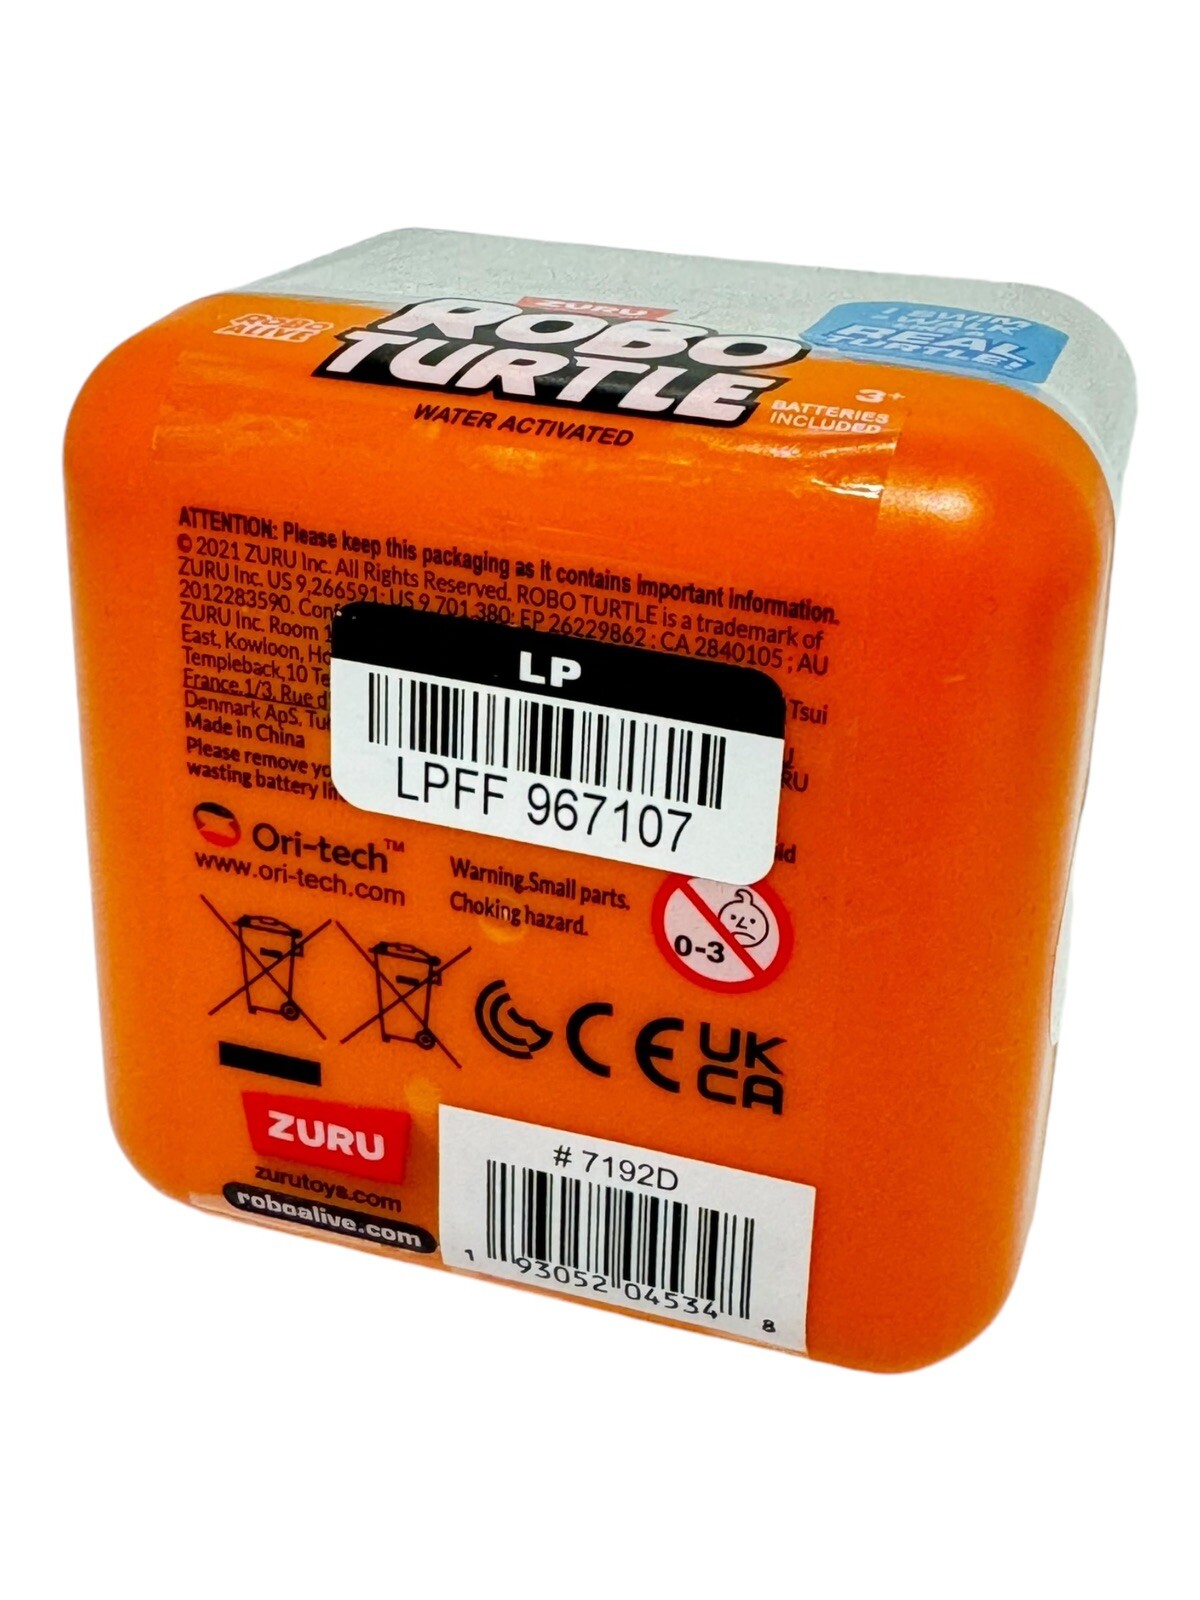 ROBO
ALIVE
ZURU
ROBO
TURTLE
WATER ACTIVATED
I SWIM
& WALK
LIKE A
REAL
TURTLE!
3+
BATTERIES
INCLUDED
ATTENTION: Please keep this packaging as it contains important information.
© 2021 ZURU Inc. All Rights Reserved. ROBO TURTLE is a trademark of
ZURU Inc. US 9,266591; US 9,701,380; EP 26229862 ; CA 2840105 ; AU
2012283590.
ZURU Inc. Room
East, Kowloon, Tsui
Templeback, 10
France. 1/3, Rue
Denmark ApS. RU
Made in China
Please remove
wasting battery
LP
LPFF 967107
Ori-tech™
www.ori-tech.com
Warning.Small parts.
Choking hazard.
0-3
CE
UK
CA
ZURU
zurutoys.com
roboalive.com
# 7192D
1 93052 04534 8